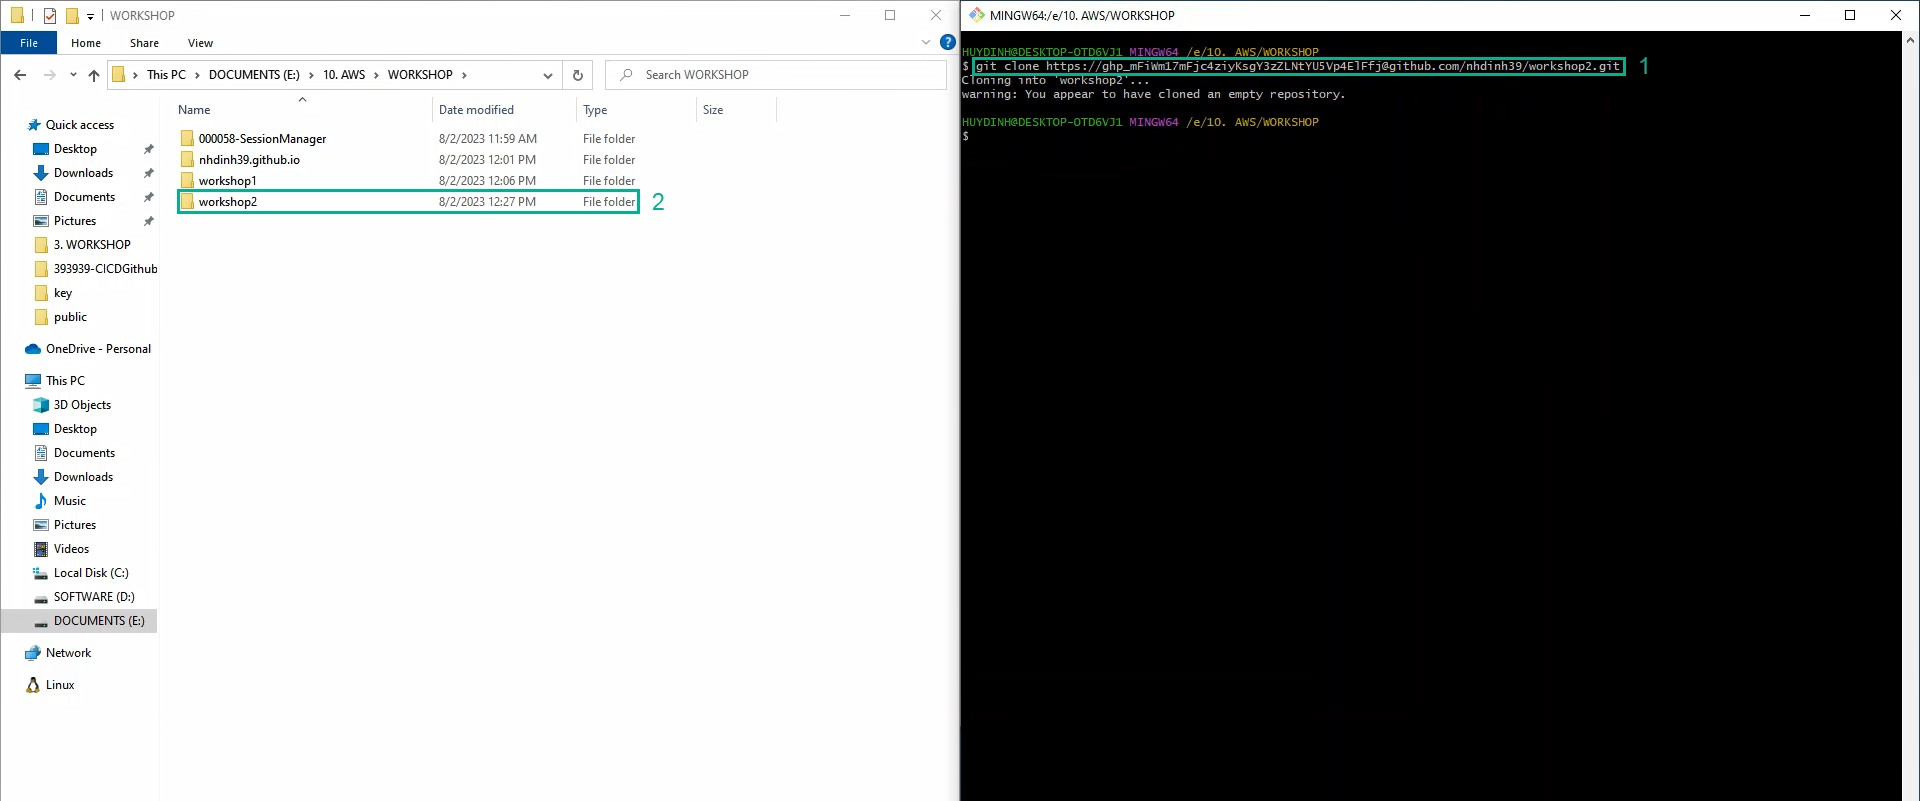 WORKSHOP
File Home Share View
This PC DOCUMENTS (E:) 10. AWS WORKSHOP
Search WORKSHOP
Name Date modified Type Size
000058-SessionManager 8/2/2023 11:59 AM File folder
nhdinh39.github.io 8/2/2023 12:01 PM File folder
workshop1 8/2/2023 12:06 PM File folder
workshop2 8/2/2023 12:27 PM File folder
2
Quick access
Desktop
Downloads
Documents
Pictures
3. WORKSHOP
393939-CICDGithub
key
public
OneDrive - Personal
This PC
3D Objects
Desktop
Documents
Downloads
Music
Pictures
Videos
Local Disk (C:)
SOFTWARE (D:)
DOCUMENTS (E:)
Network
Linux
MINGW64:/e/10. AWS/WORKSHOP
HUYDINH@DESKTOP-OTD6VJ1 MINGW64 /e/10. AWS/WORKSHOP
$ git clone https://@github.com/nhdinh39/workshop2.git
1
Cloning into 'workshop2'...
warning: You appear to have cloned an empty repository.
HUYDINH@DESKTOP-OTD6VJ1 MINGW64 /e/10. AWS/WORKSHOP
$